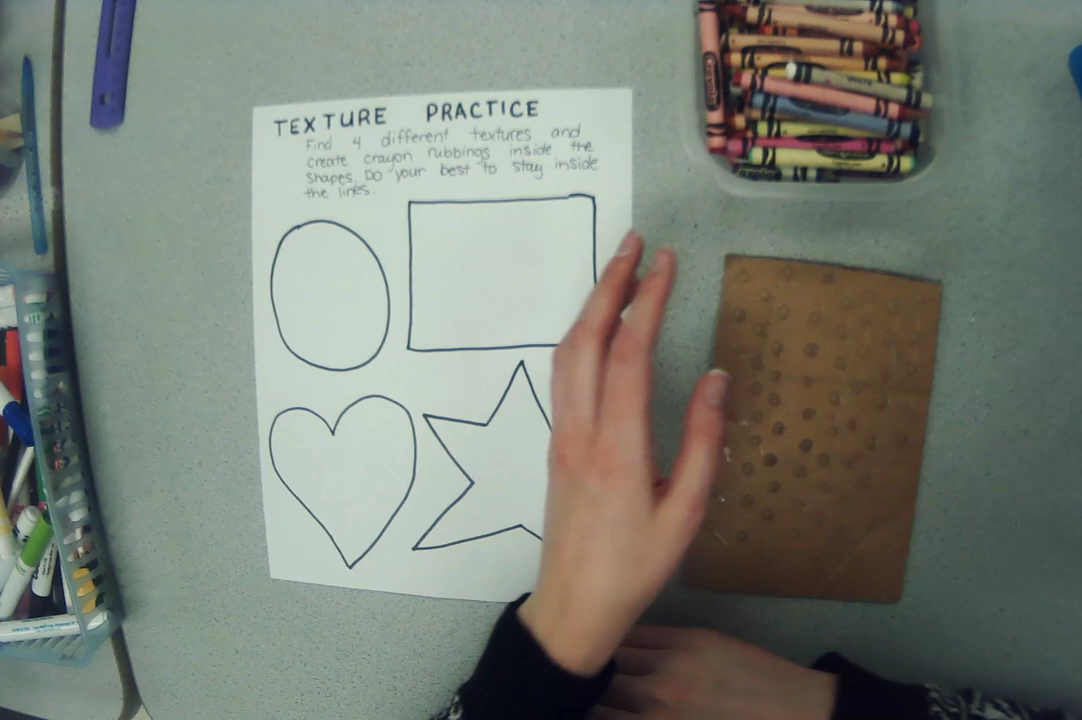 TEXTURE PRACTICE
Find 4 different textures and
create crayon rubbings inside the
shapes. Do your best to stay inside
the lines.